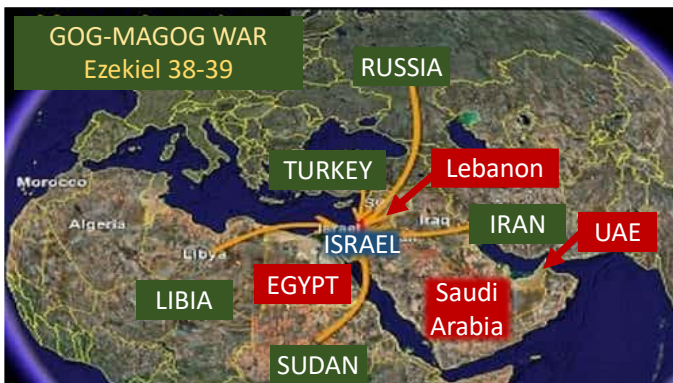 GOG-MAGOG WAR
Ezekiel 38-39
RUSSIA
TURKEY
Lebanon
Morocco
Algeria
Libya
Iraq
IRAN
UAE
ISRAEL
EGYPT
LIBIA
Saudi
Arabia
SUDAN